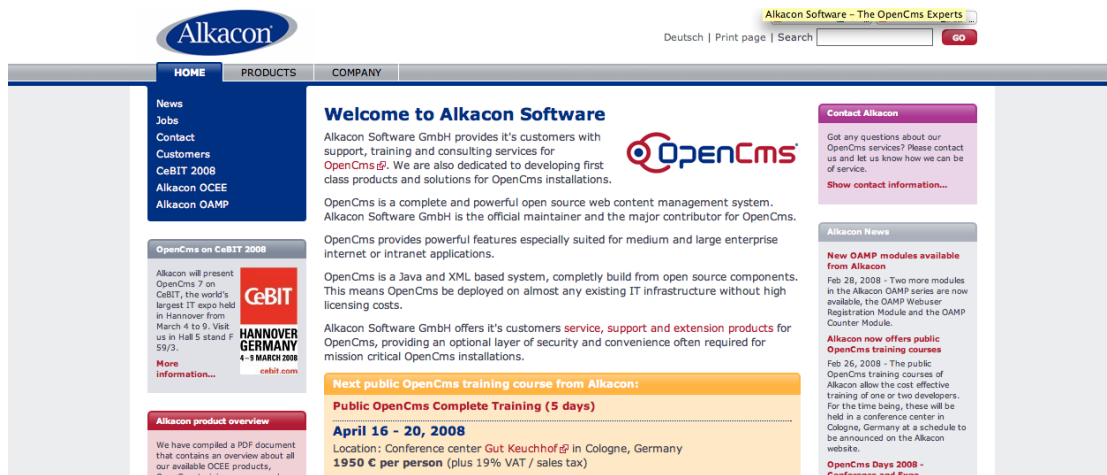 Alkacon Software – The OpenCms Experts
Alkacon
Deutsch | Print page | Search
GO
HOME
PRODUCTS
COMPANY
News
Jobs
Contact
Customers
CeBIT 2008
Alkacon OCEE
Alkacon OAMP
OpenCms on CeBIT 2008
Alkacon will present
OpenCms 7 on
CeBIT, the world's
largest IT expo held
in Hannover from
March 4 to 9. Visit
us in Hall 5 stand F
59/3.
More
information...
CeBIT
HANNOVER
GERMANY
4–9 MARCH 2008
cebit.com
Alkacon product overview
We have compiled a PDF document
that contains an overview about all
our available OCEE products,
Welcome to Alkacon Software
Alkacon Software GmbH provides it's customers with
support, training and consulting services for
OpenCms. We are also dedicated to developing first
class products and solutions for OpenCms installations.
OpenCms
OpenCms is a complete and powerful open source web content management system.
Alkacon Software GmbH is the official maintainer and the major contributor for OpenCms.
OpenCms provides powerful features especially suited for medium and large enterprise
internet or intranet applications.
OpenCms is a Java and XML based system, completly build from open source components.
This means OpenCms be deployed on almost any existing IT infrastructure without high
licensing costs.
Alkacon Software GmbH offers it's customers service, support and extension products for
OpenCms, providing an optional layer of security and convenience often required for
mission critical OpenCms installations.
Next public OpenCms training course from Alkacon:
Public OpenCms Complete Training (5 days)
April 16 - 20, 2008
Location: Conference center Gut Keuchhof in Cologne, Germany
1950 € per person (plus 19% VAT / sales tax)
Contact Alkacon
Got any questions about our
OpenCms services? Please contact
us and let us know how we can be
of service.
Show contact information...
Alkacon News
New OAMP modules available
from Alkacon
Feb 28, 2008 - Two more modules
in the Alkacon OAMP series are now
available, the OAMP Webuser
Registration Module and the OAMP
Counter Module.
Alkacon now offers public
OpenCms training courses
Feb 26, 2008 - The public
OpenCms training courses of
Alkacon allow the cost effective
training of one or two developers.
For the time being, these will be
held in a conference center in
Cologne, Germany at a schedule to
be announced on the Alkacon
website.
OpenCms Days 2008 -
Conference and Expo